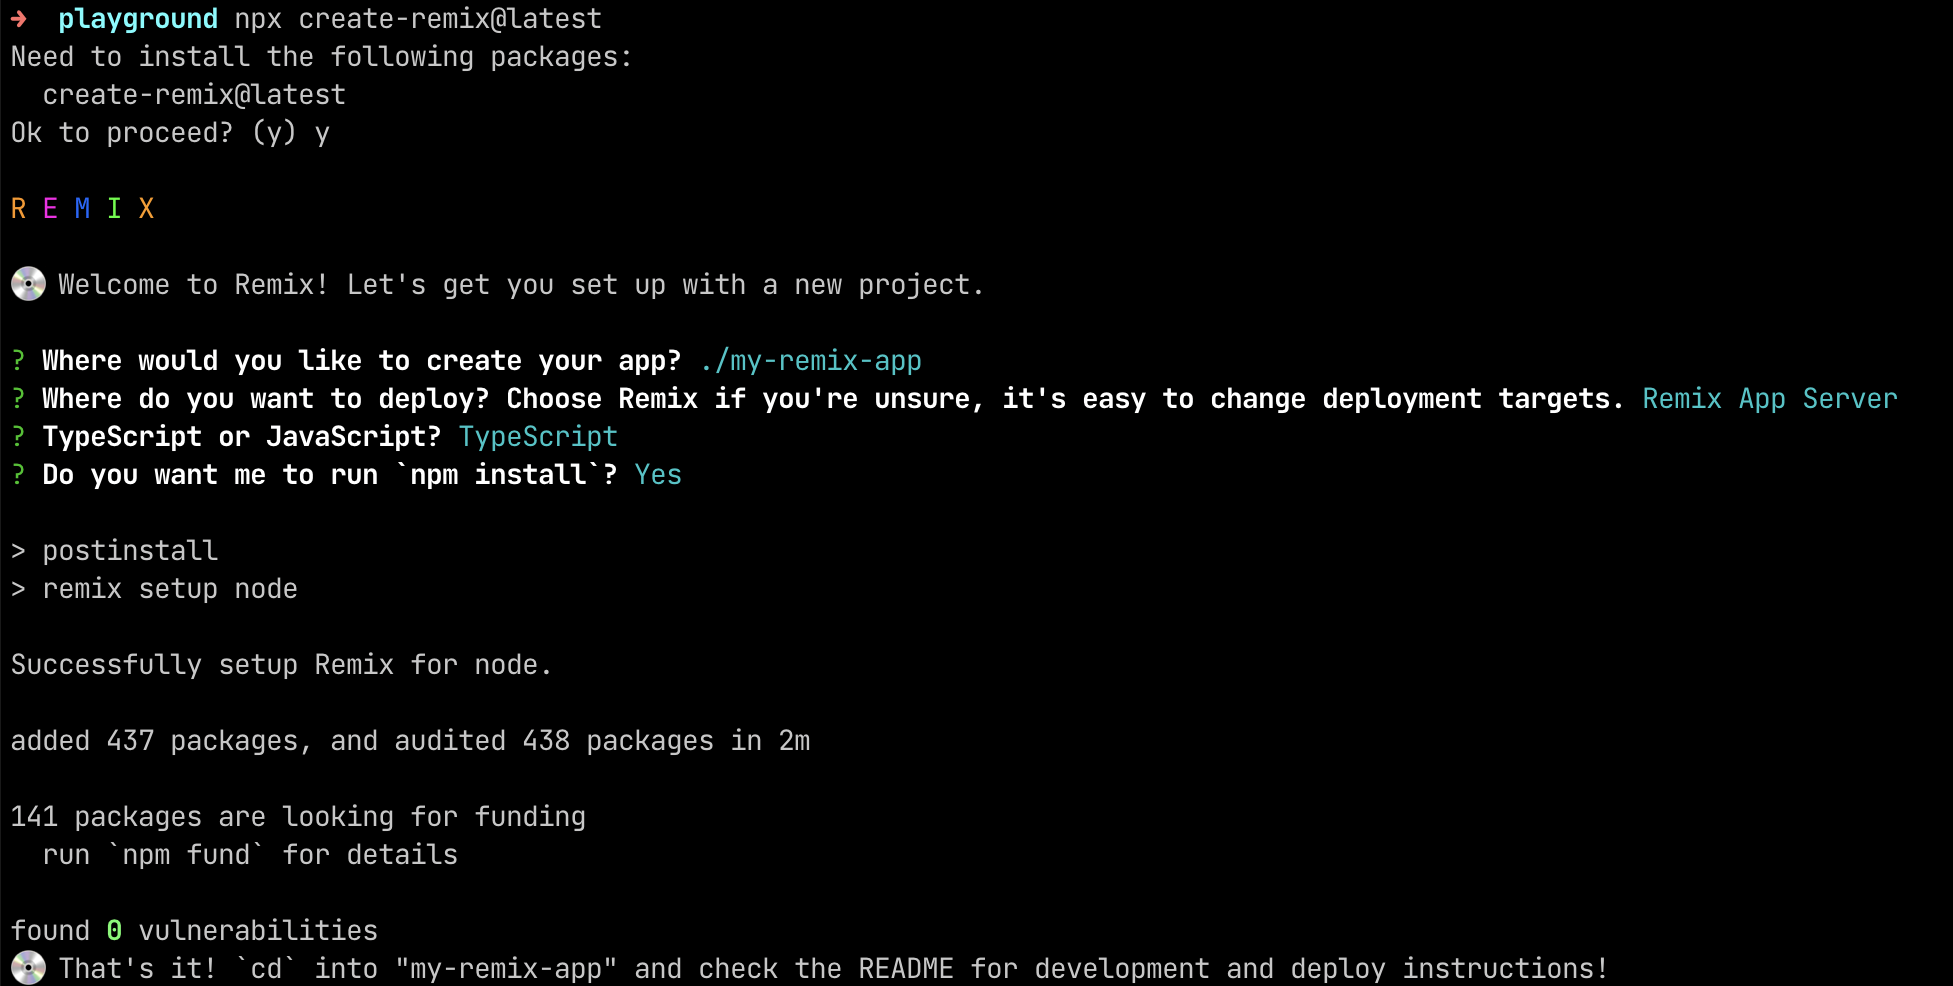 ➜  playground npx create-remix@latest
Need to install the following packages:
  create-remix@latest
Ok to proceed? (y) y
R E M I X
💿 Welcome to Remix! Let's get you set up with a new project.
? Where would you like to create your app? ./my-remix-app
? Where do you want to deploy? Choose Remix if you're unsure, it's easy to change deployment targets. Remix App Server
? TypeScript or JavaScript? TypeScript
? Do you want me to run `npm install`? Yes
> postinstall
> remix setup node
Successfully setup Remix for node.
added 437 packages, and audited 438 packages in 2m
141 packages are looking for funding
  run `npm fund` for details
found 0 vulnerabilities
💿 That's it! `cd` into "my-remix-app" and check the README for development and deploy instructions!